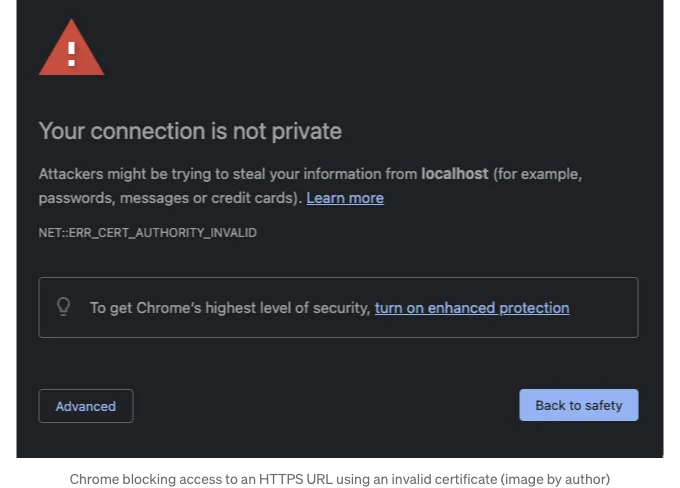 Your connection is not private
Attackers might be trying to steal your information from localhost (for example,
passwords, messages or credit cards). Learn more
NET::ERR_CERT_AUTHORITY_INVALID
To get Chrome's highest level of security, turn on enhanced protection
Advanced
Back to safety
Chrome blocking access to an HTTPS URL using an invalid certificate (image by author)